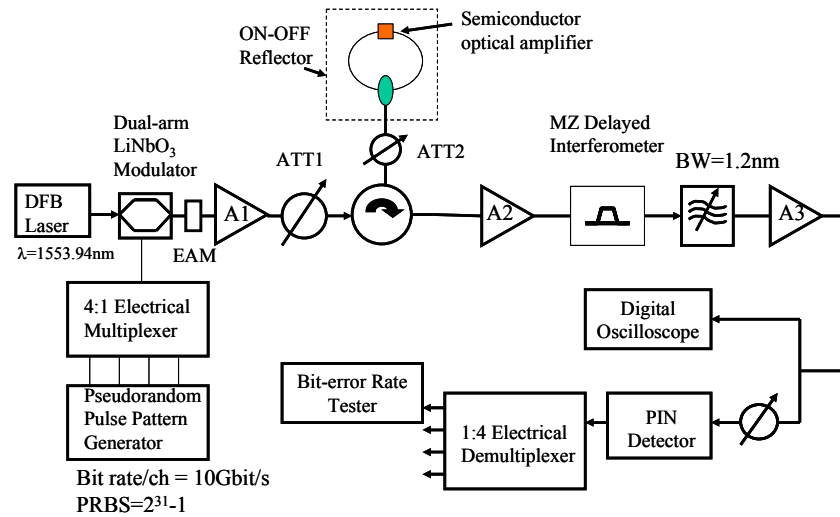 Semiconductor
optical amplifier
ON-OFF
Reflector
Dual-arm
LiNbO3
Modulator
ATT1
ATT2
MZ Delayed
Interferometer
BW=1.2nm
DFB
Laser
A1
A2
A3
λ=1553.94nm
EAM
4:1 Electrical
Multiplexer
Digital
Oscilloscope
Bit-error Rate
Tester
Pseudorandom
Pulse Pattern
Generator
1:4 Electrical
Demultiplexer
PIN
Detector
Bit rate/ch = 10Gbit/s
PRBS=2³¹-1